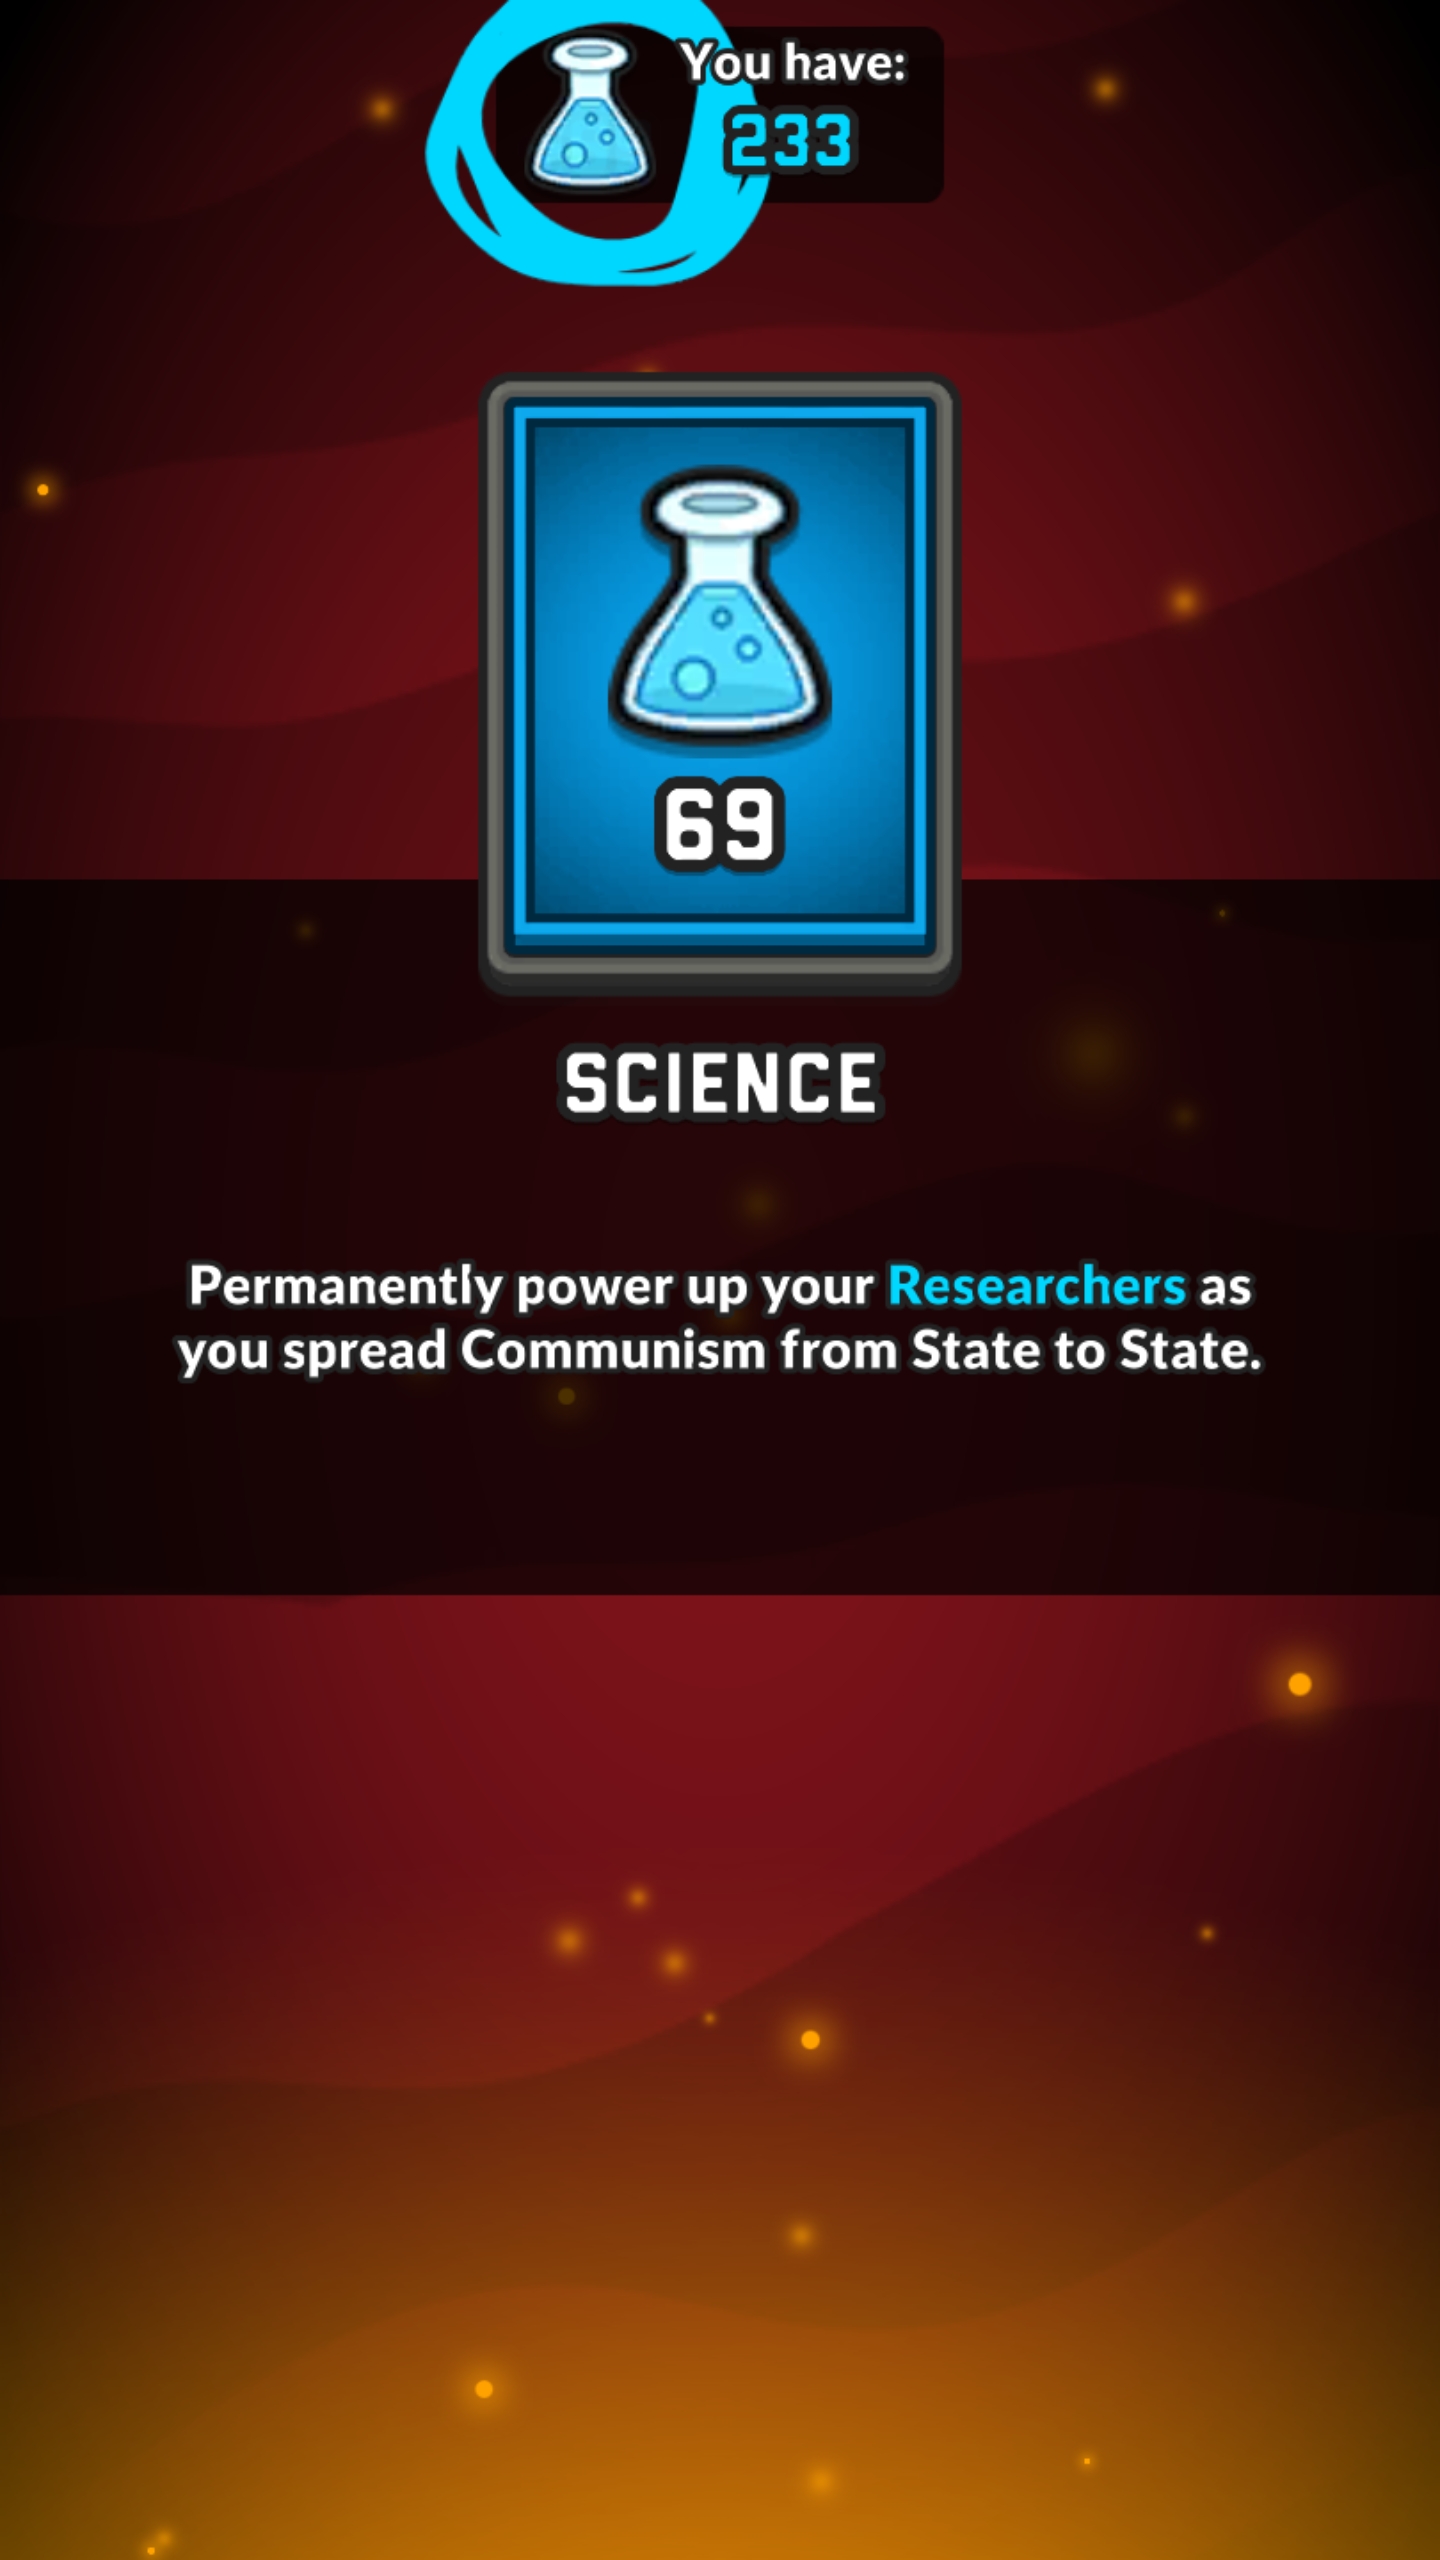 You have:
233
69
SCIENCE
Permanently power up your Researchers as
you spread Communism from State to State.